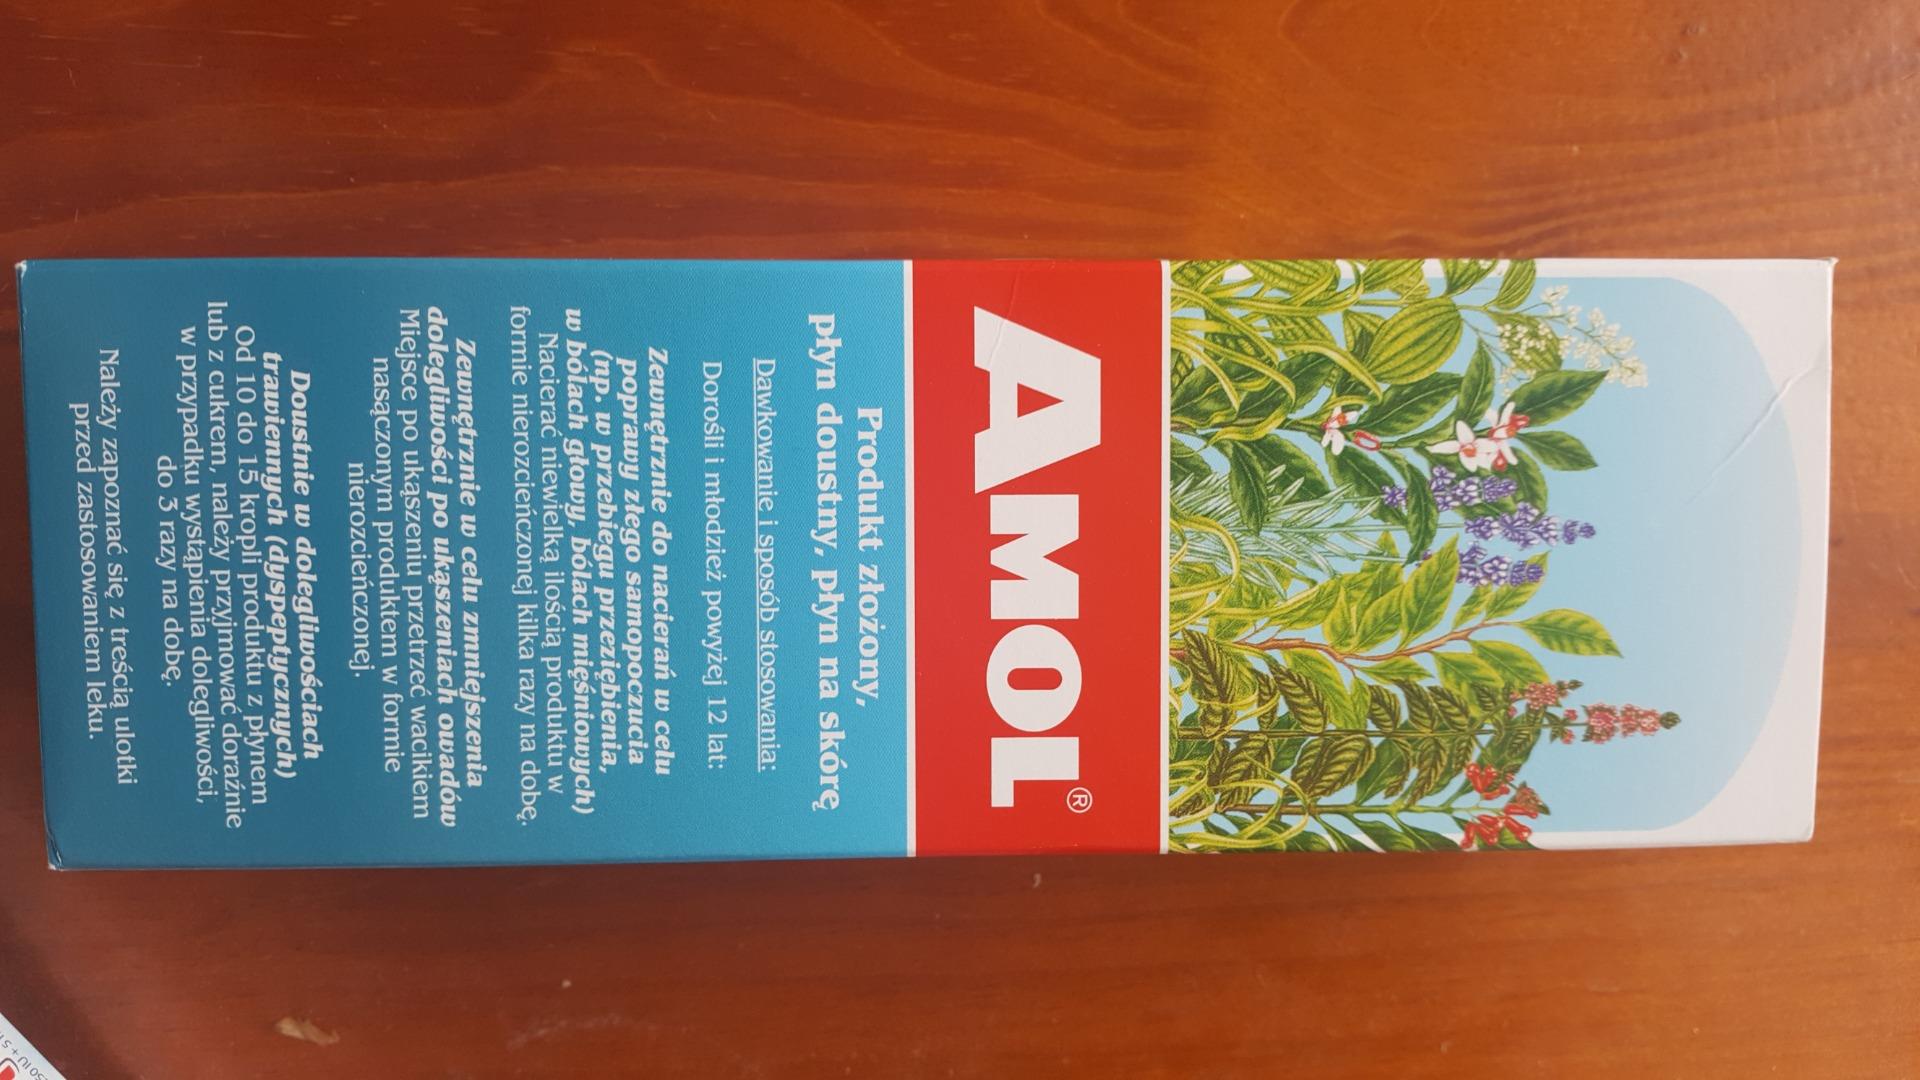 AMOL®
Produkt złożony,
płyn doustny, płyn na skórę
Dawkowanie i sposób stosowania:
Dorośli i młodzież powyżej 12 lat:
Zewnętrznie do nacierań w celu
poprawy złego samopoczucia
(np. w przebiegu przeziębienia,
w bólach głowy, bólach mięśniowych)
Nacierać niewielką ilością produktu w
formie nierozcieńczonej kilka razy na dobę.
Zewnętrznie w celu zmniejszenia
dolegliwości po ukąszeniach owadów
Miejsce po ukąszeniu przetrzeć wacikiem
nasączonym produktem w formie
nierozcieńczonej.
Doustnie w dolegliwościach
trawiennych (dyspeptycznych)
Od 10 do 15 kropli produktu z płynem
lub z cukrem, należy przyjmować doraźnie
w przypadku wystąpienia dolegliwości,
do 3 razy na dobę.
Należy zapoznać się z treścią ulotki
przed zastosowaniem leku.